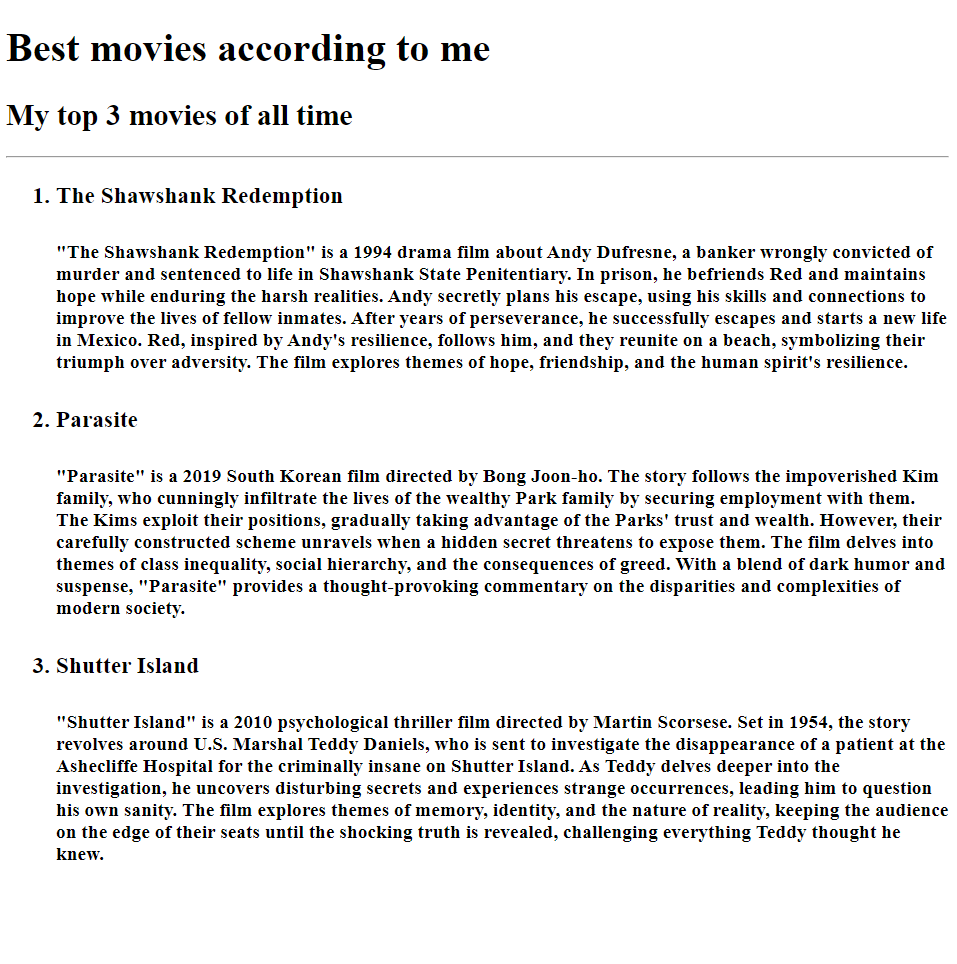 Best movies according to me
My top 3 movies of all time
1. The Shawshank Redemption
"The Shawshank Redemption" is a 1994 drama film about Andy Dufresne, a banker wrongly convicted of
murder and sentenced to life in Shawshank State Penitentiary. In prison, he befriends Red and maintains
hope while enduring the harsh realities. Andy secretly plans his escape, using his skills and connections to
improve the lives of fellow inmates. After years of perseverance, he successfully escapes and starts a new life
in Mexico. Red, inspired by Andy's resilience, follows him, and they reunite on a beach, symbolizing their
triumph over adversity. The film explores themes of hope, friendship, and the human spirit's resilience.
2. Parasite
"Parasite" is a 2019 South Korean film directed by Bong Joon-ho. The story follows the impoverished Kim
family, who cunningly infiltrate the lives of the wealthy Park family by securing employment with them.
The Kims exploit their positions, gradually taking advantage of the Parks' trust and wealth. However, their
carefully constructed scheme unravels when a hidden secret threatens to expose them. The film delves into
themes of class inequality, social hierarchy, and the consequences of greed. With a blend of dark humor and
suspense, "Parasite" provides a thought-provoking commentary on the disparities and complexities of
modern society.
3. Shutter Island
"Shutter Island" is a 2010 psychological thriller film directed by Martin Scorsese. Set in 1954, the story
revolves around U.S. Marshal Teddy Daniels, who is sent to investigate the disappearance of a patient at the
Ashecliffe Hospital for the criminally insane on Shutter Island. As Teddy delves deeper into the
investigation, he uncovers disturbing secrets and experiences strange occurrences, leading him to question
his own sanity. The film explores themes of memory, identity, and the nature of reality, keeping the audience
on the edge of their seats until the shocking truth is revealed, challenging everything Teddy thought he
knew.